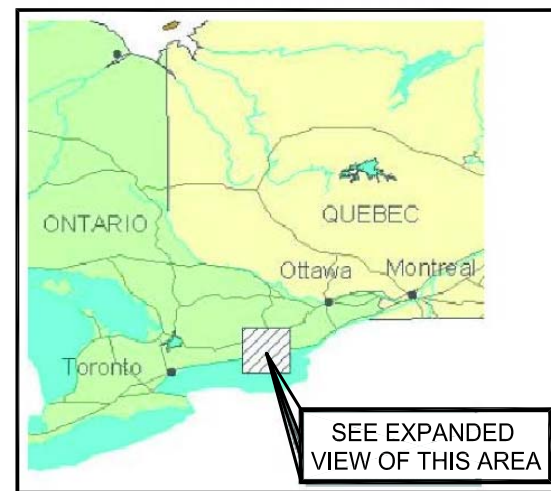 ONTARIO
QUEBEC
Ottawa
Montreal
Toronto
SEE EXPANDED
VIEW OF THIS AREA